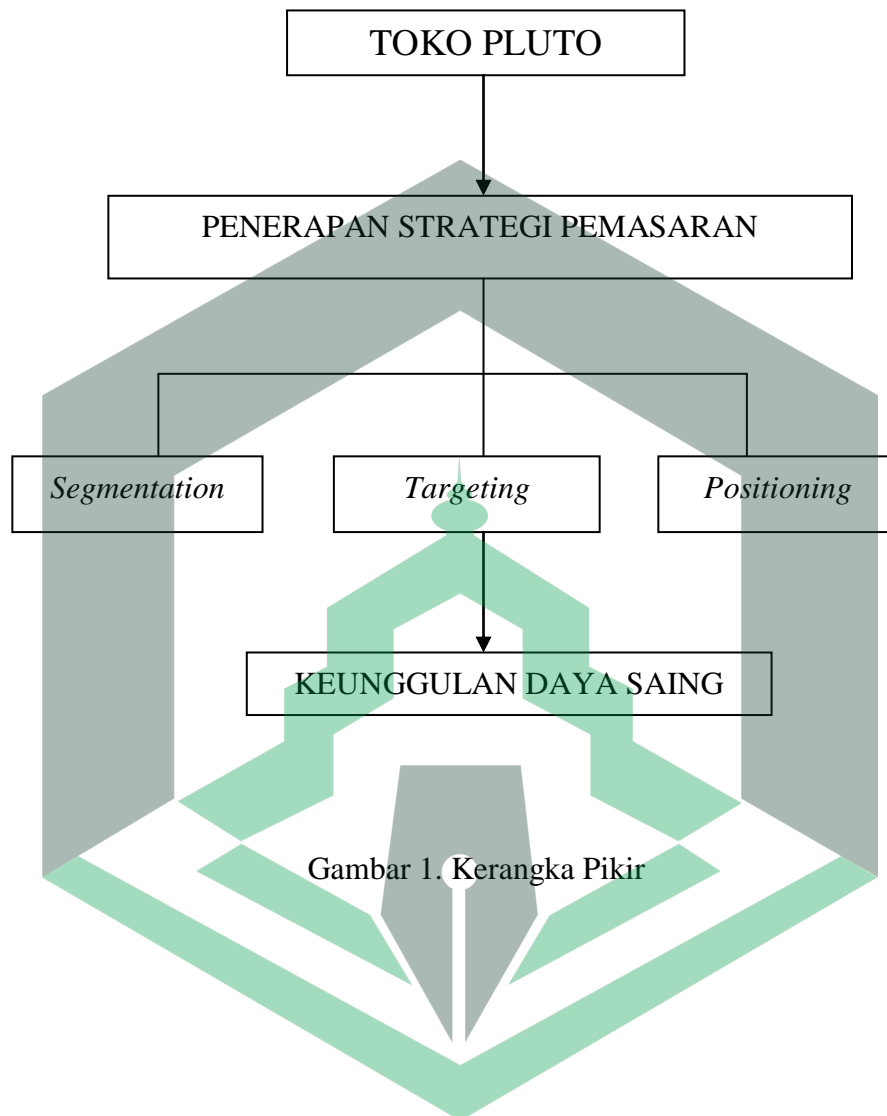 TOKO PLUTO
PENERAPAN STRATEGI PEMASARAN
Segmentation
Targeting
Positioning
KEUNGGULAN DAYA SAING
Gambar 1. Kerangka Pikir